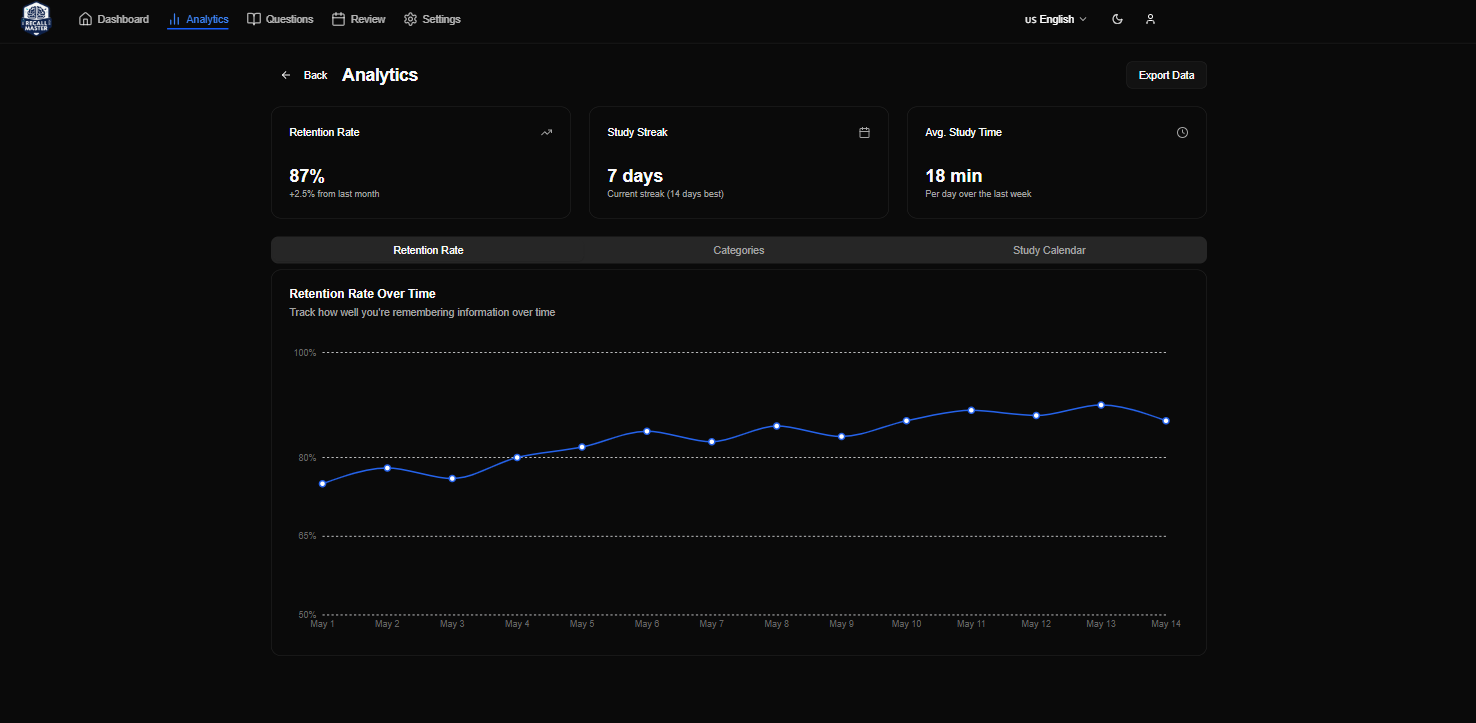 RECALL
MASTER
Dashboard
Analytics
Questions
Review
Settings
us English
Back
Analytics
Export Data
Retention Rate
87%
+2.5% from last month
Study Streak
7 days
Current streak (14 days best)
Avg. Study Time
18 min
Per day over the last week
Retention Rate
Categories
Study Calendar
Retention Rate Over Time
Track how well you're remembering information over time
100%
80%
65%
50%
May 1
May 2
May 3
May 4
May 5
May 6
May 7
May 8
May 9
May 10
May 11
May 12
May 13
May 14